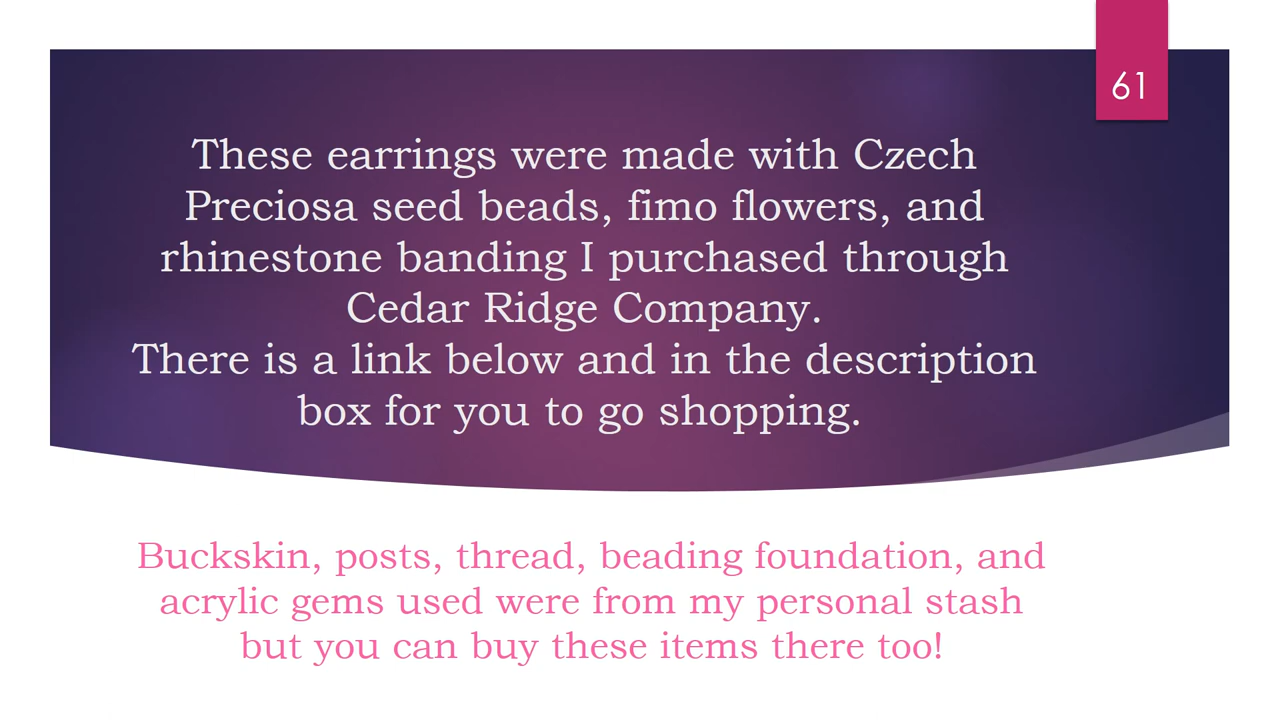 61
These earrings were made with Czech
Preciosa seed beads, fimo flowers, and
rhinestone banding I purchased through
Cedar Ridge Company.
There is a link below and in the description
box for you to go shopping.
Buckskin, posts, thread, beading foundation, and
acrylic gems used were from my personal stash
but you can buy these items there too!